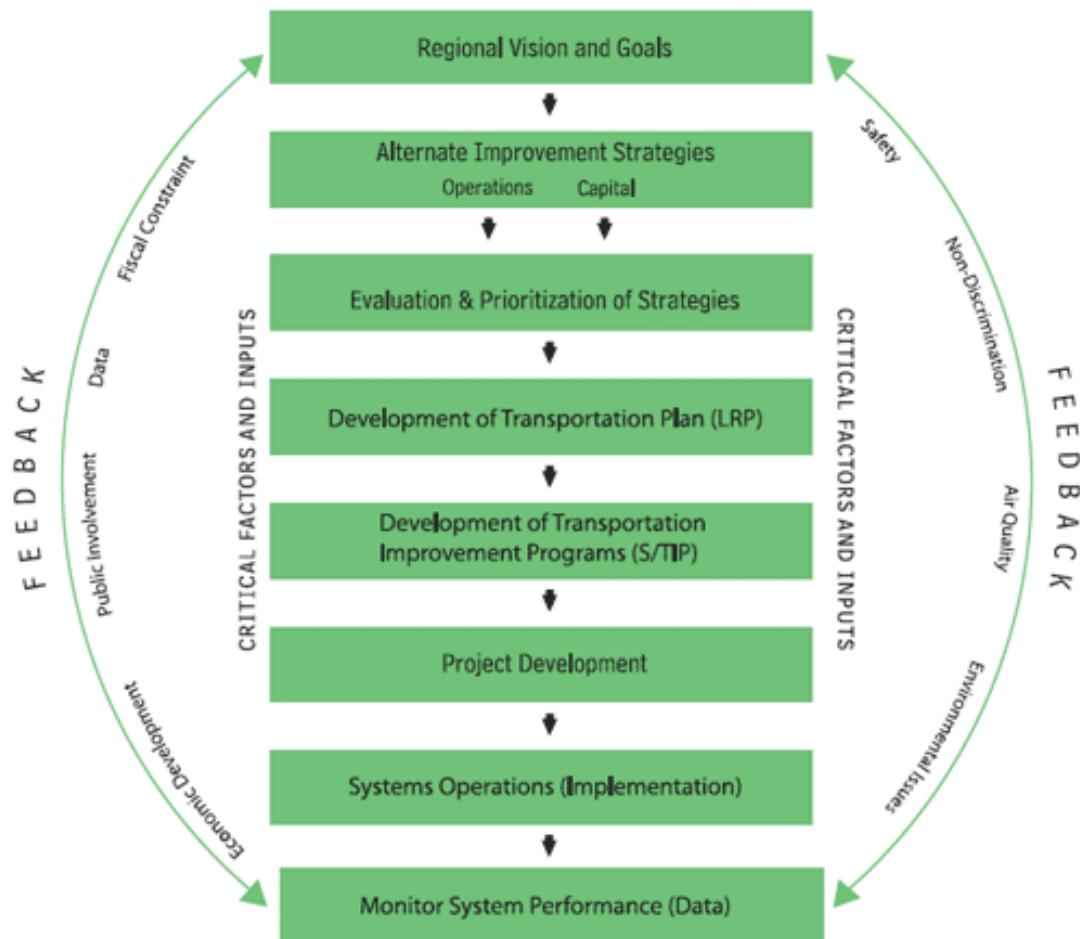 Regional Vision and Goals
Alternate Improvement Strategies
Operations Capital
Evaluation & Prioritization of Strategies
Development of Transportation Plan (LRP)
Development of Transportation
Improvement Programs (S/TIP)
Project Development
Systems Operations (Implementation)
Monitor System Performance (Data)
FEEDBACK
Fiscal Constraint
Data
Public Involvement
Economic Development
CRITICAL FACTORS AND INPUTS
CRITICAL FACTORS AND INPUTS
Safety
Non-Discrimination
Air Quality
Environmental Issues
FEEDBACK